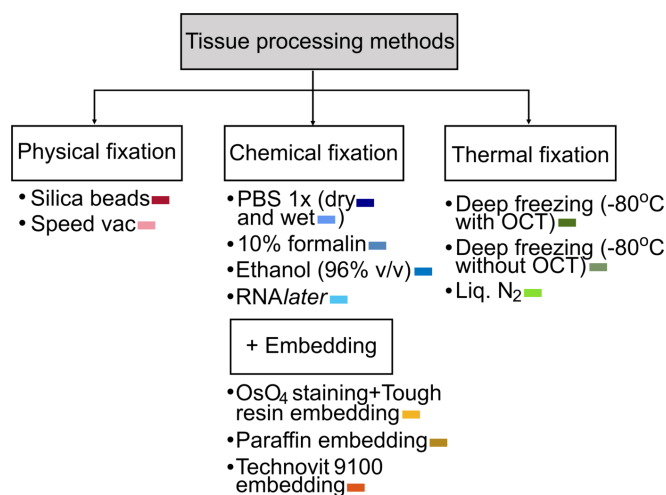 Tissue processing methods
Physical fixation
• Silica beads
• Speed vac
Chemical fixation
• PBS 1x (dry
and wet )
• 10% formalin
• Ethanol (96% v/v)
• RNAlater
+ Embedding
• OsO4 staining+Tough
resin embedding
• Paraffin embedding
• Technovit 9100
embedding
Thermal fixation
• Deep freezing (-80°C
with OCT)
• Deep freezing (-80°C
without OCT)
• Liq. N2